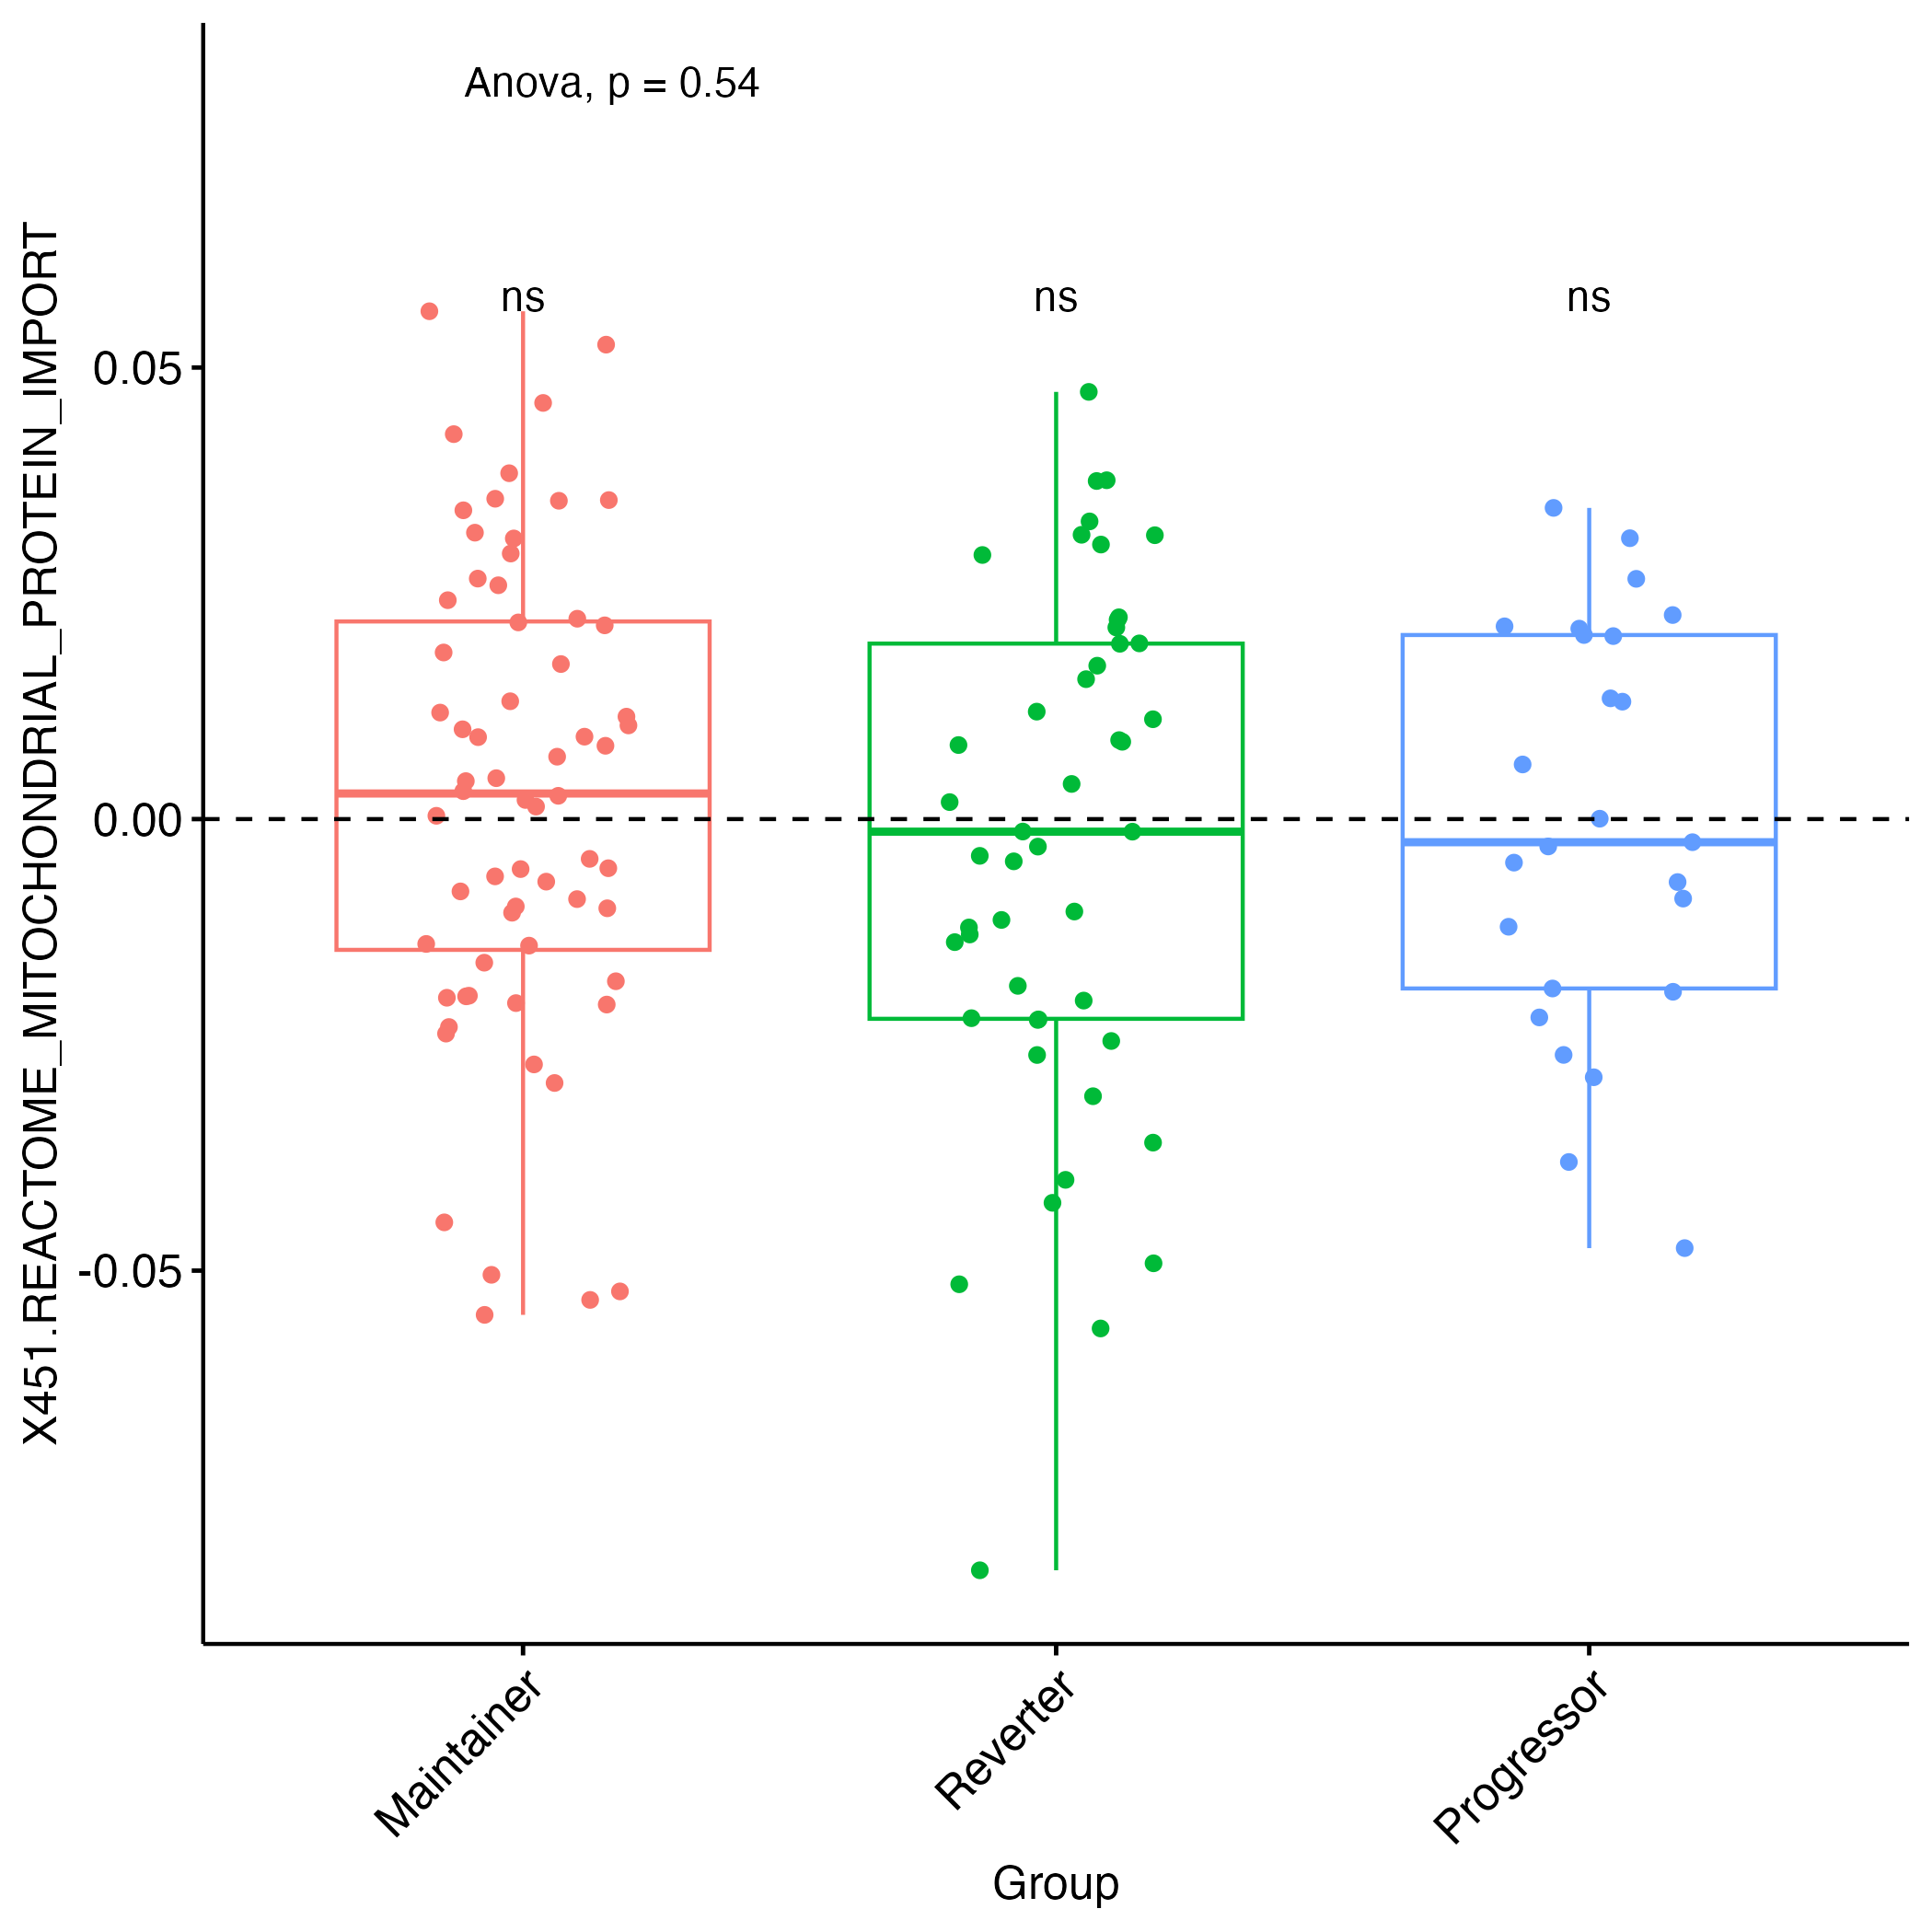 Anova, p = 0.54
ns
ns
ns
X451.REACTOME_MITOCHONDRIAL_PROTEIN_IMPORT
0.05
0.00
-0.05
Maintainer
Reverter
Progressor
Group